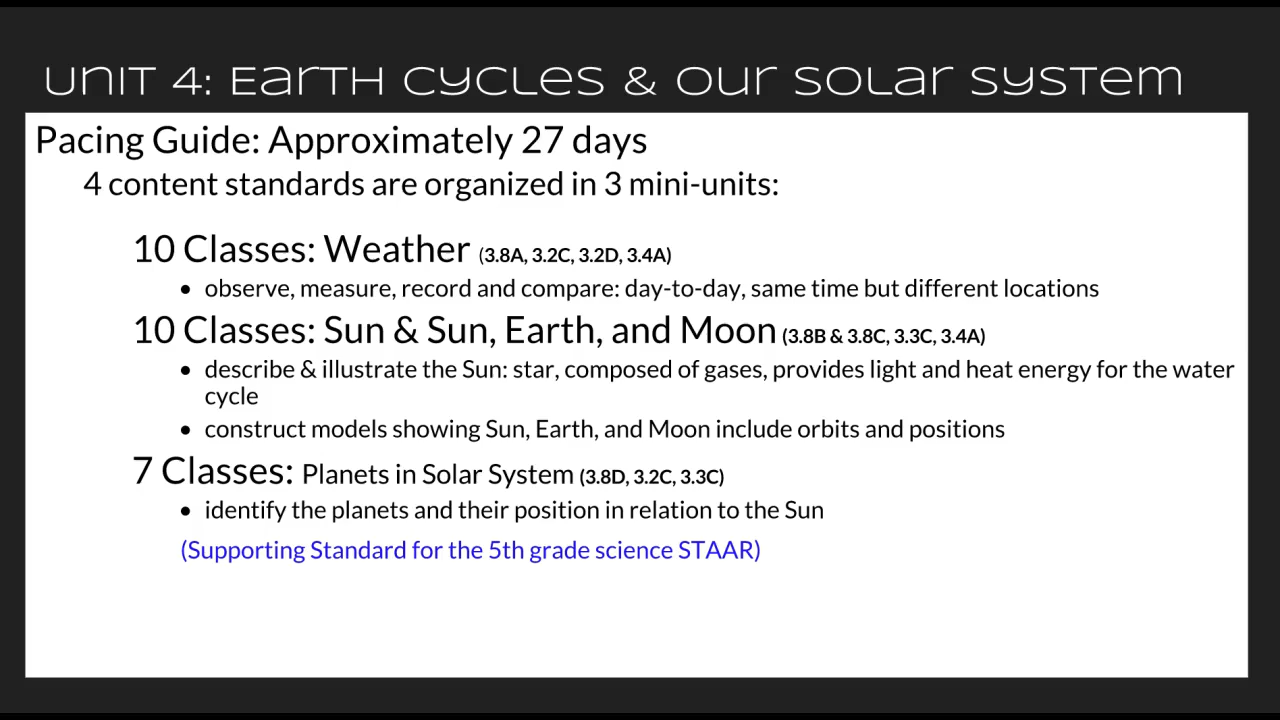 Unit 4: Earth Cycles & Our Solar System
Pacing Guide: Approximately 27 days
4 content standards are organized in 3 mini-units:
10 Classes: Weather (3.8A, 3.2C, 3.2D, 3.4A)
• observe, measure, record and compare: day-to-day, same time but different locations
10 Classes: Sun & Sun, Earth, and Moon (3.8B & 3.8C, 3.3C, 3.4A)
• describe & illustrate the Sun: star, composed of gases, provides light and heat energy for the water
cycle
• construct models showing Sun, Earth, and Moon include orbits and positions
7 Classes: Planets in Solar System (3.8D, 3.2C, 3.3C)
• identify the planets and their position in relation to the Sun
(Supporting Standard for the 5th grade science STAAR)